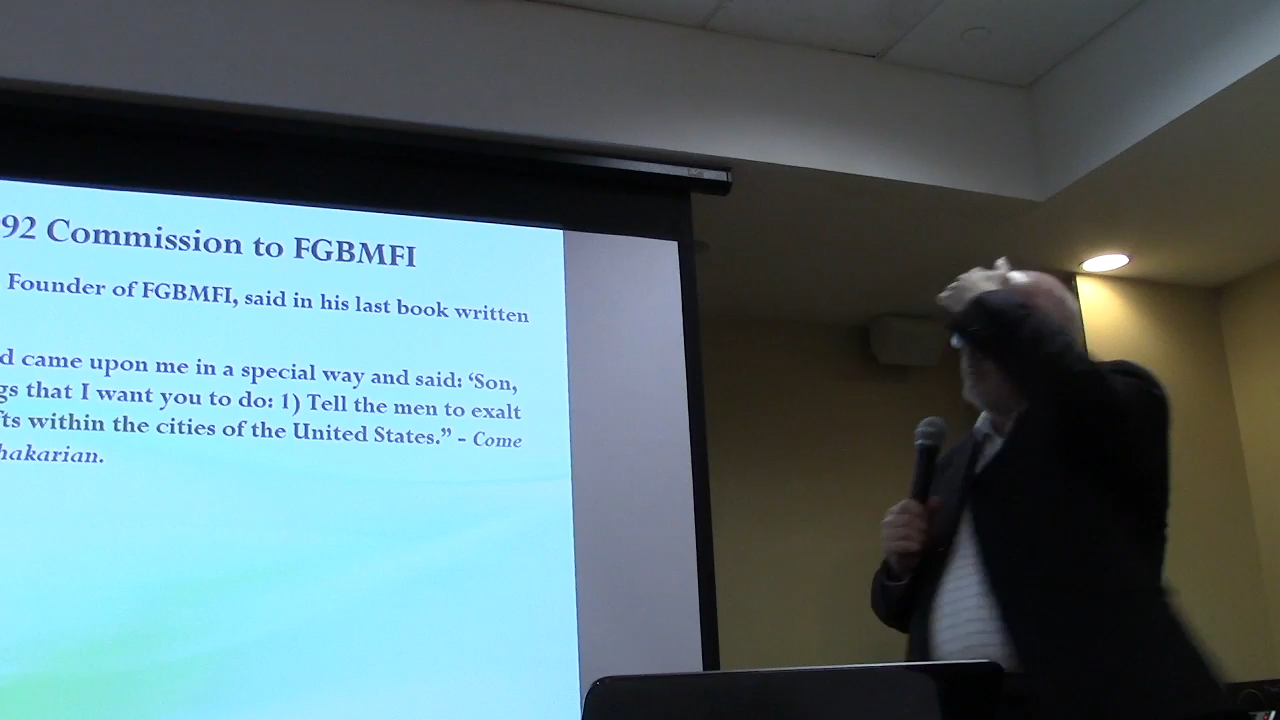 92 Commission to FGBMFI
Founder of FGBMFI, said in his last book written
d came upon me in a special way and said: ‘Son,
gs that I want you to do: 1) Tell the men to exalt
fts within the cities of the United States.” – Come
hakarian.